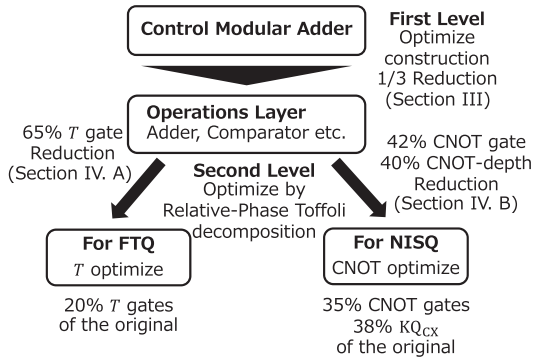 Control Modular Adder
First Level
Optimize
construction
1/3 Reduction
(Section III)
Operations Layer
Adder, Comparator etc.
65% T gate
Reduction
(Section IV. A)
42% CNOT gate
40% CNOT-depth
Reduction
(Section IV. B)
Second Level
Optimize by
Relative-Phase Toffoli
decomposition
For FTQ
T optimize
For NISQ
CNOT optimize
20% T gates
of the original
35% CNOT gates
38% KQCX
of the original